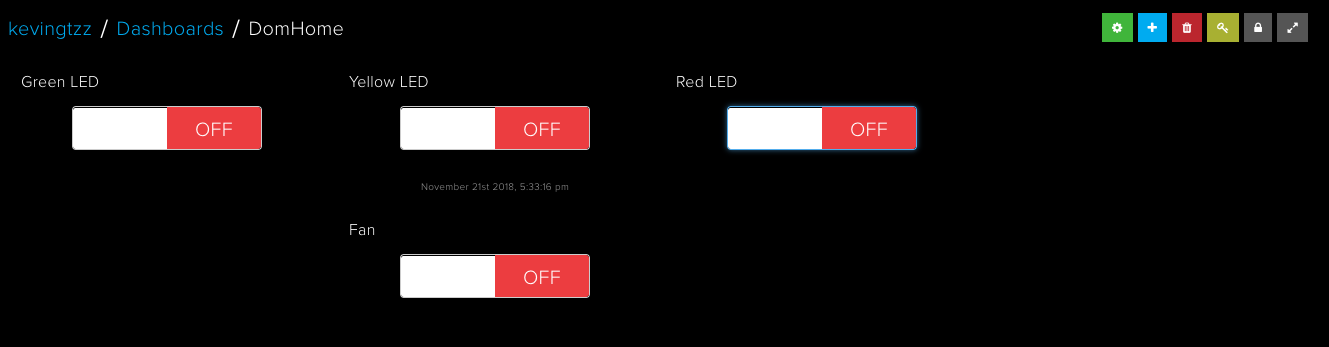 kevingtzz / Dashboards / DomHome
Green LED
Yellow LED
Red LED
OFF
OFF
OFF
November 21st 2018, 5:33:16 pm
Fan
OFF